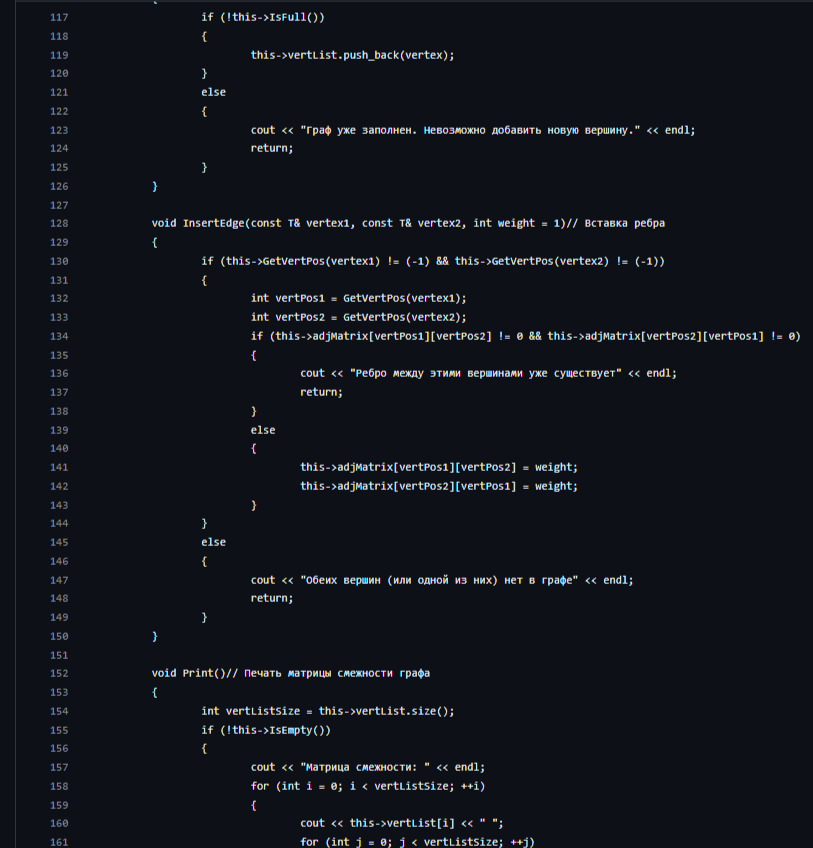 117 if (!this->IsFull())
118 {
119 this->vertList.push_back(vertex);
120 }
121 else
122 {
123 cout << "Граф уже заполнен. Невозможно добавить новую вершину." << endl;
124 return;
125 }
126 }
127
128 void InsertEdge(const T& vertex1, const T& vertex2, int weight = 1)// Вставка ребра
129 {
130 if (this->GetVertPos(vertex1) != (-1) && this->GetVertPos(vertex2) != (-1))
131 {
132 int vertPos1 = GetVertPos(vertex1);
133 int vertPos2 = GetVertPos(vertex2);
134 if (this->adjMatrix[vertPos1][vertPos2] != 0 && this->adjMatrix[vertPos2][vertPos1] != 0)
135 {
136 cout << "Ребро между этими вершинами уже существует" << endl;
137 return;
138 }
139 else
140 {
141 this->adjMatrix[vertPos1][vertPos2] = weight;
142 this->adjMatrix[vertPos2][vertPos1] = weight;
143 }
144 }
145 else
146 {
147 cout << "Обеих вершин (или одной из них) нет в графе" << endl;
148 return;
149 }
150 }
151
152 void Print()// Печать матрицы смежности графа
153 {
154 int vertListSize = this->vertList.size();
155 if (!this->IsEmpty())
156 {
157 cout << "Матрица смежности: " << endl;
158 for (int i = 0; i < vertListSize; ++i)
159 {
160 cout << this->vertList[i] << " ";
161 for (int j = 0; j < vertListSize; ++j)